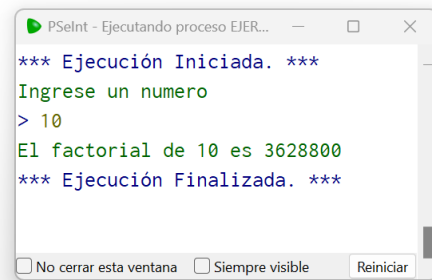 PSeInt - Ejecutando proceso EJER...
*** Ejecución Iniciada. ***
Ingrese un numero
> 10
El factorial de 10 es 3628800
*** Ejecución Finalizada. ***
No cerrar esta ventana Siempre visible Reiniciar